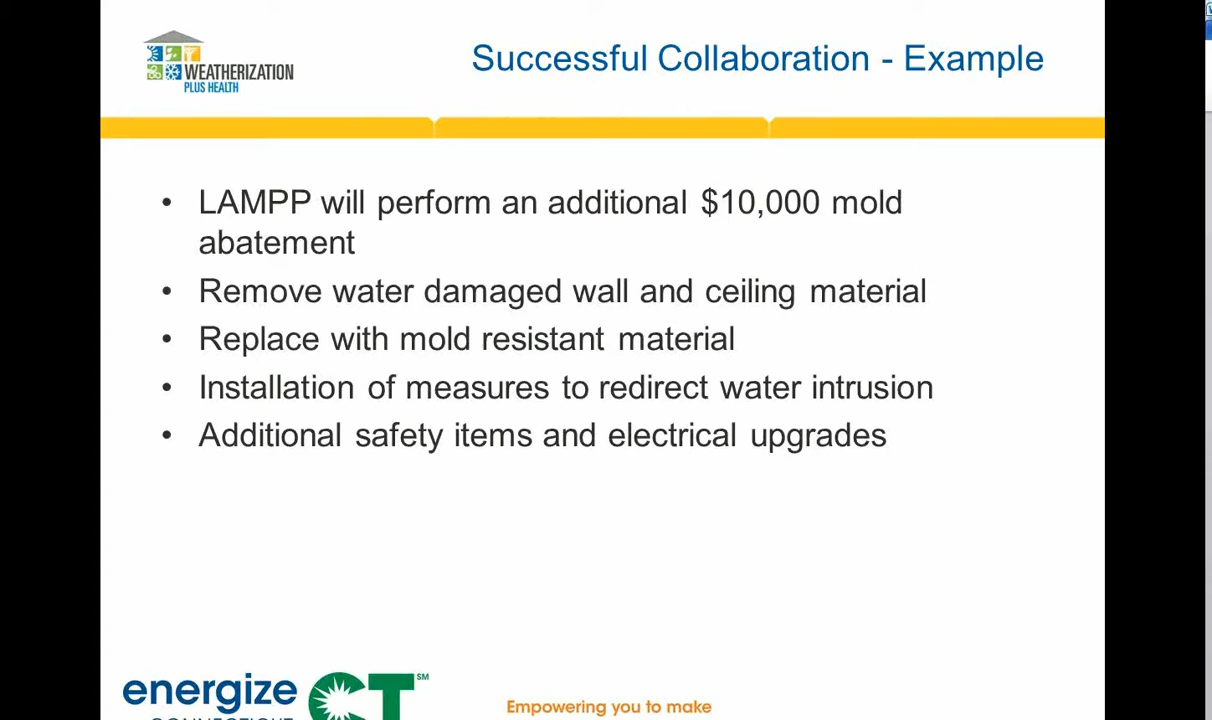 WEATHERIZATION
PLUS HEALTH
Successful Collaboration - Example
• LAMPP will perform an additional $10,000 mold
abatement
• Remove water damaged wall and ceiling material
• Replace with mold resistant material
• Installation of measures to redirect water intrusion
• Additional safety items and electrical upgrades
energize
CONNECTICUT
CT SM
Empowering you to make